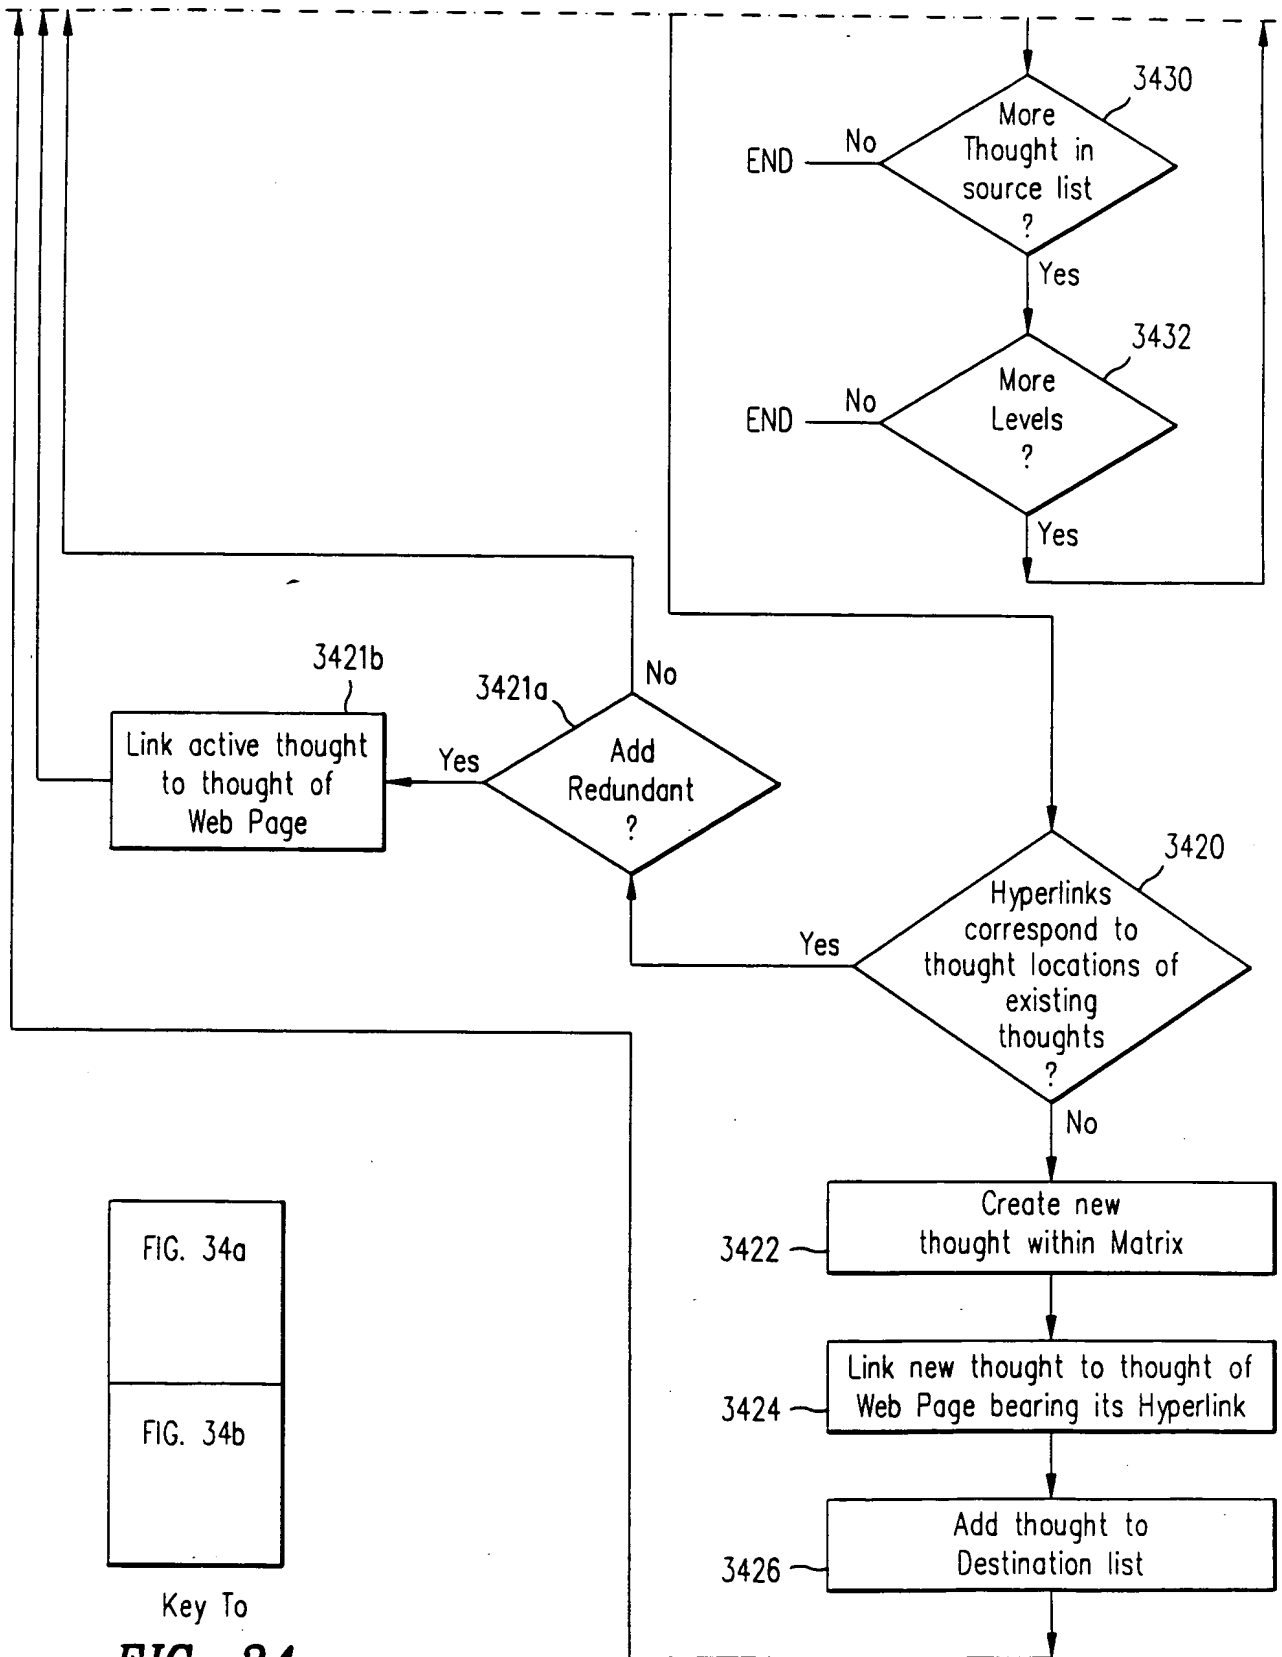 3430
More
Thought in
source list
?
No
END
Yes
3432
More
Levels
?
No
END
Yes
3421b
Link active thought
to thought of
Web Page
3421a
No
Yes
Add
Redundant
?
3420
Hyperlinks
correspond to
thought locations of
existing
thoughts
?
Yes
No
3422
Create new
thought within Matrix
3424
Link new thought to thought of
Web Page bearing its Hyperlink
3426
Add thought to
Destination list
FIG. 34a
FIG. 34b
Key To
FIG. 34